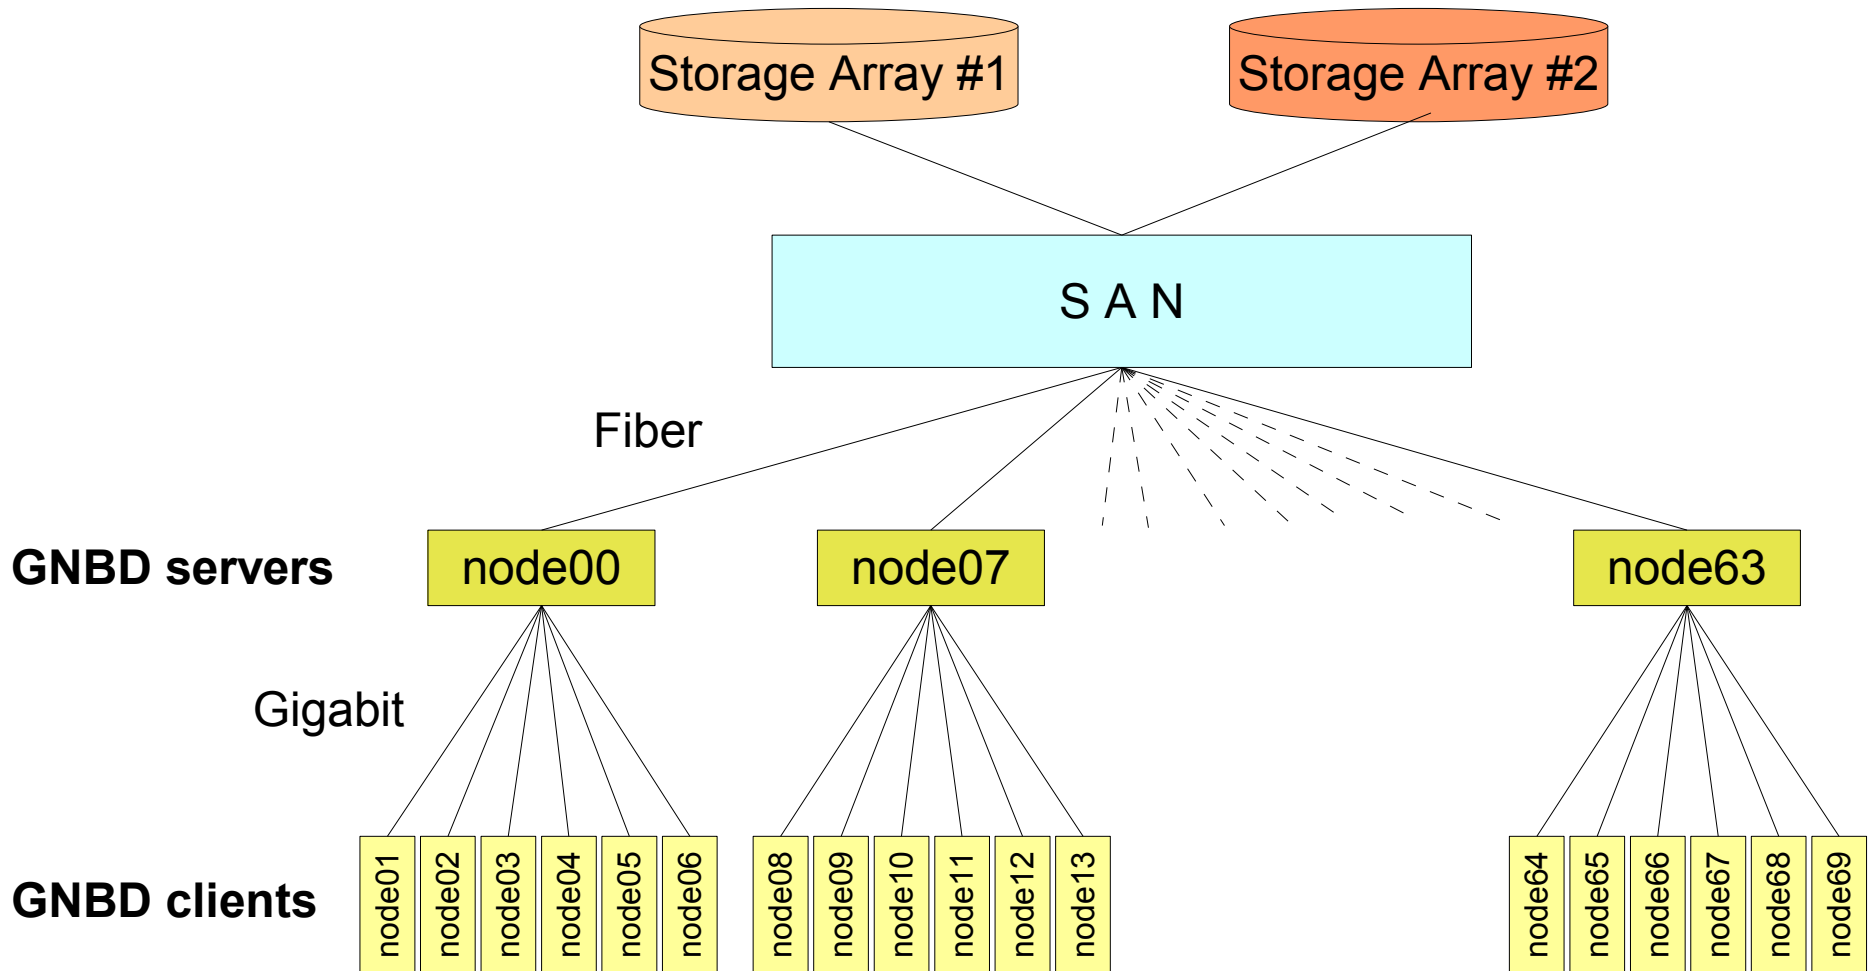 Storage Array #1
Storage Array #2
S A N
Fiber
GNBD servers
node00
node07
node63
Gigabit
GNBD clients
node01
node02
node03
node04
node05
node06
node08
node09
node10
node11
node12
node13
node64
node65
node66
node67
node68
node69